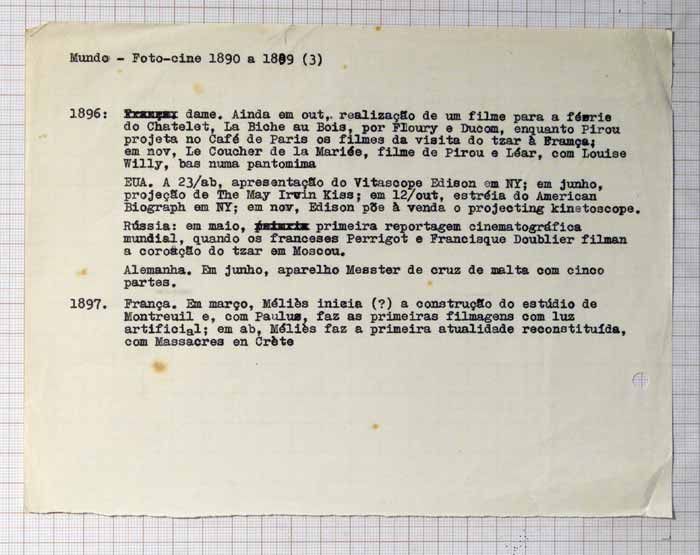 Mundo - Foto-cine 1890 a 1889 (3)
1896: dame. Ainda em out,. realização de um filme para a féerie
do Chatelet, La Biche au Bois, por Floury e Ducom, enquanto Pirou
projeta no Café de Paris os filmes da visita do tzar à França;
em nov, Le Coucher de la Mariée, filme de Pirou e Léar, com Louise
Willy, bas numa pantomima
EUA. A 23/ab, apresentação do Vitascope Edison em NY; em junho,
projeção de The May Irwin Kiss; em 12/out, estréia do American
Biograph em NY; em nov, Edison põe à venda o projecting kinetoscope.
Rússia: em maio, primeira reportagem cinematográfica
mundial, quando os franceses Perrigot e Francisque Doublier filman
a coroação do tzar em Moscou.
Alemanha. Em junho, aparelho Messter de cruz de malta com cinco
partes.
1897. França. Em março, Méliès inicia (?) a construção do estúdio de
Montreuil e, com Paulus, faz as primeiras filmagens com luz
artificial; em ab, Méliès faz a primeira atualidade reconstituída,
com Massacres en Crète